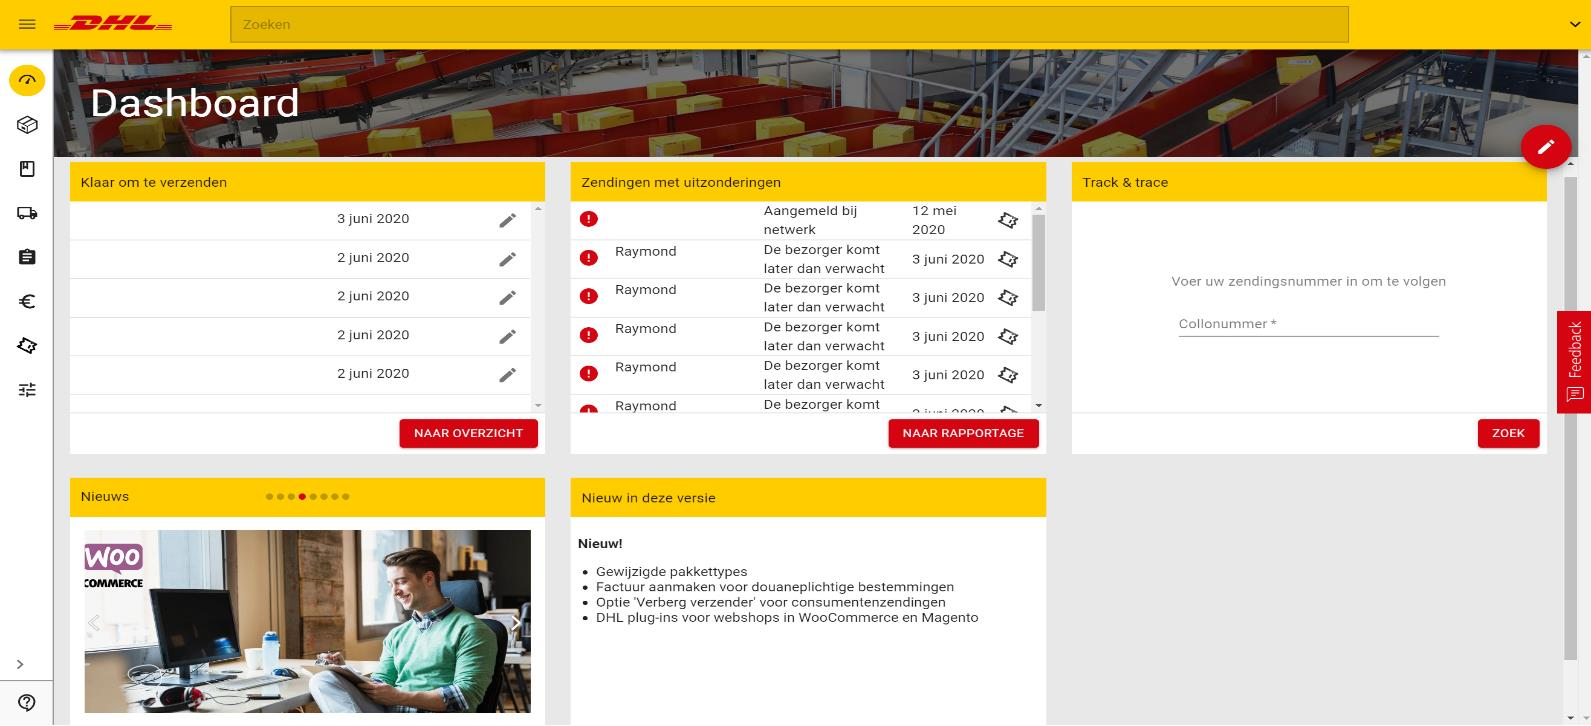 DHL
Zoeken
Dashboard
Klaar om te verzenden
3 juni 2020
2 juni 2020
2 juni 2020
2 juni 2020
2 juni 2020
NAAR OVERZICHT
Zendingen met uitzonderingen
Aangemeld bij
netwerk
12 mei
2020
Raymond
De bezorger komt
later dan verwacht
3 juni 2020
Raymond
De bezorger komt
later dan verwacht
3 juni 2020
Raymond
De bezorger komt
later dan verwacht
3 juni 2020
Raymond
De bezorger komt
later dan verwacht
3 juni 2020
Raymond
De bezorger komt
3 juni 2020
NAAR RAPPORTAGE
Track & trace
Voer uw zendingsnummer in om te volgen
Collonummer *
ZOEK
Feedback
Nieuws
WOO
COMMERCE
Nieuw in deze versie
Nieuw!
Gewijzigde pakkettypes
Factuur aanmaken voor douaneplichtige bestemmingen
Optie 'Verberg verzender' voor consumentenzendingen
DHL plug-ins voor webshops in WooCommerce en Magento